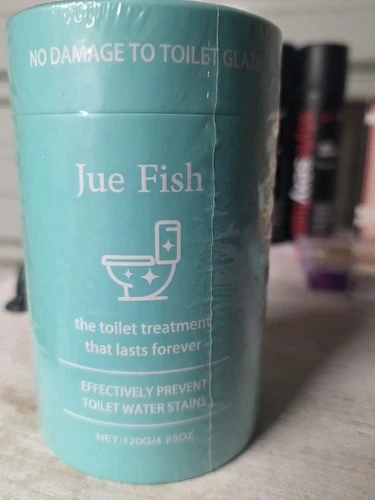 NO DAMAGE TO TOILET GLAZE
Jue Fish
the toilet treatment
that lasts forever
EFFECTIVELY PREVENT
TOILET WATER STAINS
NET:120G/4.23OZ